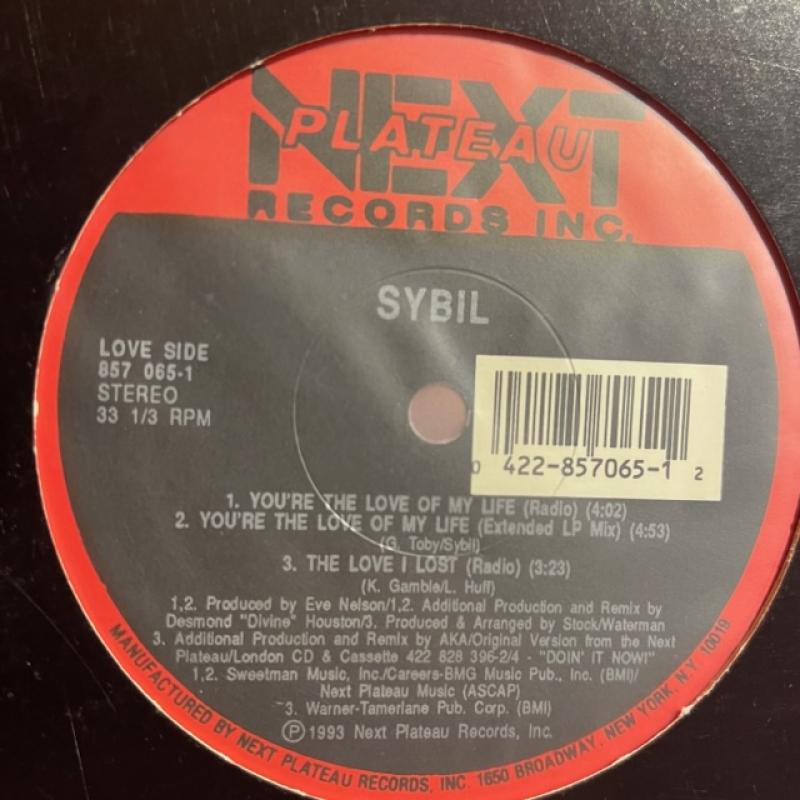 NEXT
PLATEAU
RECORDS INC.
SYBIL
LOVE SIDE
857 065-1
STEREO
33 1/3 RPM
0 422-857065-1 2
1. YOU'RE THE LOVE OF MY LIFE (Radio) (4:02)
2. YOU'RE THE LOVE OF MY LIFE (Extended LP Mix) (4:53)
(G. Toby/Sybil)
3. THE LOVE I LOST (Radio) (3:23)
(K. Gamble/L. Huff)
1,2. Produced by Eve Nelson/1,2. Additional Production and Remix by
Desmond "Divine" Houston/3. Produced & Arranged by Stock/Waterman
3. Additional Production and Remix by AKA/Original Version from the Next
Plateau/London CD & Cassette 422 828 396-2/4 - "DOIN' IT NOW!"
1,2. Sweetman Music, Inc./Careers-BMG Music Pub., Inc. (BMI)/
Next Plateau Music (ASCAP)
3. Warner-Tamerlane Pub. Corp. (BMI)
℗ 1993 Next Plateau Records, Inc.
MANUFACTURED BY NEXT PLATEAU RECORDS, INC. 1650 BROADWAY, NEW YORK, N.Y. 10019